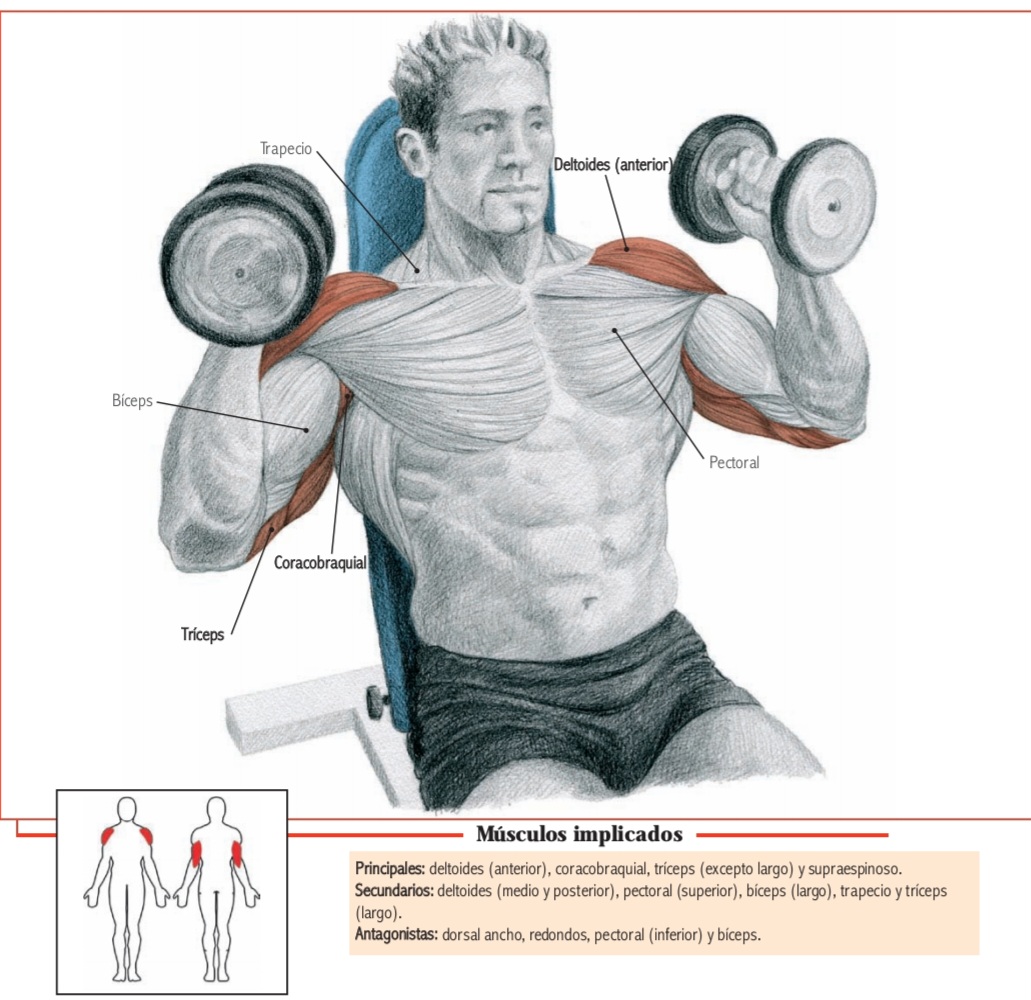 Trapecio
Deltoides (anterior)
Bíceps
Pectoral
Coracobraquial
Tríceps
Músculos implicados
Principales: deltoides (anterior), coracobraquial, tríceps (excepto largo) y supraespinoso.
Secundarios: deltoides (medio y posterior), pectoral (superior), bíceps (largo), trapecio y tríceps
(largo).
Antagonistas: dorsal ancho, redondos, pectoral (inferior) y bíceps.